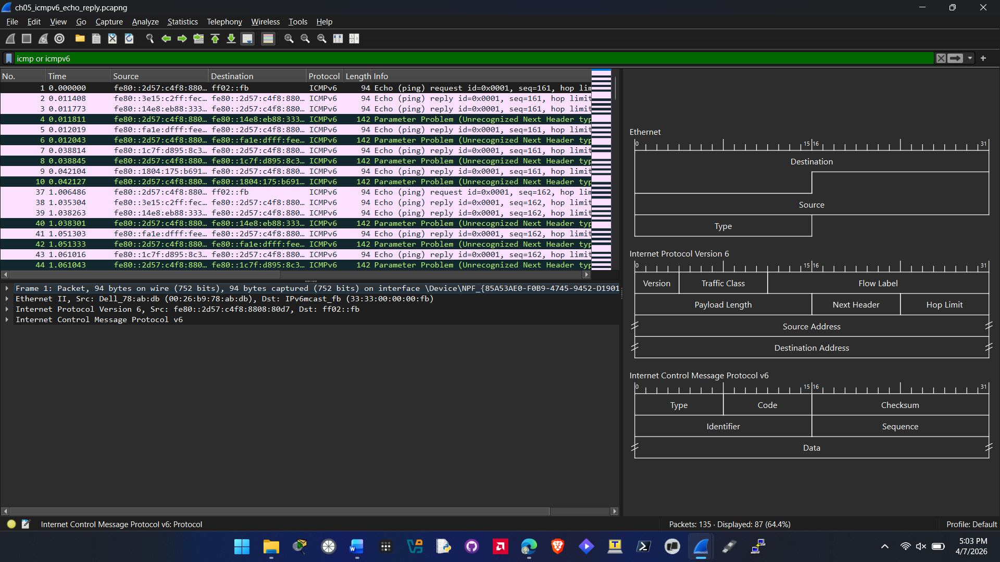 ch05_icmpv6_echo_reply.pcapng
File Edit View Go Capture Analyze Statistics Telephony Wireless Tools Help
icmp or icmpv6
No. Time Source Destination Protocol Length Info
1 0.000000 fe80::2d57:c4f8:880… ff02::fb ICMPv6 94 Echo (ping) request id=0x0001, seq=161, hop lim
2 0.011408 fe80::3e15:c2ff:fec… fe80::2d57:c4f8:880… ICMPv6 94 Echo (ping) reply id=0x0001, seq=161, hop limit
3 0.011773 fe80::14e8:eb88:333… fe80::2d57:c4f8:880… ICMPv6 94 Echo (ping) reply id=0x0001, seq=161, hop limit
4 0.011811 fe80::2d57:c4f8:880… fe80::14e8:eb88:333… ICMPv6 142 Parameter Problem (Unrecognized Next Header typ
5 0.012019 fe80::fa1e:dfff:fee… fe80::2d57:c4f8:880… ICMPv6 94 Echo (ping) reply id=0x0001, seq=161, hop limit
6 0.012043 fe80::2d57:c4f8:880… fe80::fa1e:dfff:fee… ICMPv6 142 Parameter Problem (Unrecognized Next Header typ
7 0.038814 fe80::1c7f:d895:8c3… fe80::2d57:c4f8:880… ICMPv6 94 Echo (ping) reply id=0x0001, seq=161, hop limit
8 0.038845 fe80::2d57:c4f8:880… fe80::1c7f:d895:8c3… ICMPv6 142 Parameter Problem (Unrecognized Next Header typ
9 0.042104 fe80::1804:175:b691… fe80::2d57:c4f8:880… ICMPv6 94 Echo (ping) reply id=0x0001, seq=161, hop limit
10 0.042127 fe80::2d57:c4f8:880… fe80::1804:175:b691… ICMPv6 142 Parameter Problem (Unrecognized Next Header typ
37 1.006486 fe80::2d57:c4f8:880… ff02::fb ICMPv6 94 Echo (ping) request id=0x0001, seq=162, hop lim
38 1.035304 fe80::3e15:c2ff:fec… fe80::2d57:c4f8:880… ICMPv6 94 Echo (ping) reply id=0x0001, seq=162, hop limit
39 1.038263 fe80::14e8:eb88:333… fe80::2d57:c4f8:880… ICMPv6 94 Echo (ping) reply id=0x0001, seq=162, hop limit
40 1.038301 fe80::2d57:c4f8:880… fe80::14e8:eb88:333… ICMPv6 142 Parameter Problem (Unrecognized Next Header typ
41 1.051303 fe80::fa1e:dfff:fee… fe80::2d57:c4f8:880… ICMPv6 94 Echo (ping) reply id=0x0001, seq=162, hop limit
42 1.051333 fe80::2d57:c4f8:880… fe80::fa1e:dfff:fee… ICMPv6 142 Parameter Problem (Unrecognized Next Header typ
43 1.061016 fe80::1c7f:d895:8c3… fe80::2d57:c4f8:880… ICMPv6 94 Echo (ping) reply id=0x0001, seq=162, hop limit
44 1.061043 fe80::2d57:c4f8:880… fe80::1c7f:d895:8c3… ICMPv6 142 Parameter Problem (Unrecognized Next Header typ
Frame 1: Packet, 94 bytes on wire (752 bits), 94 bytes captured (752 bits) on interface \Device\NPF_{85A53AE0-F0B9-4745-9452-D1901
Ethernet II, Src: Dell_78:ab:db (00:26:b9:78:ab:db), Dst: IPv6mcast_fb (33:33:00:00:00:fb)
Internet Protocol Version 6, Src: fe80::2d57:c4f8:8808:80d7, Dst: ff02::fb
Internet Control Message Protocol v6
Ethernet
0 15 16 31
Destination
Source
Type
Internet Protocol Version 6
0 15 16 31
Version Traffic Class Flow Label
Payload Length Next Header Hop Limit
Source Address
Destination Address
Internet Control Message Protocol v6
0 15 16 31
Type Code Checksum
Identifier Sequence
Data
Internet Control Message Protocol v6: Protocol
Packets: 135 · Displayed: 87 (64.4%)
Profile: Default
5:03 PM
4/7/2026